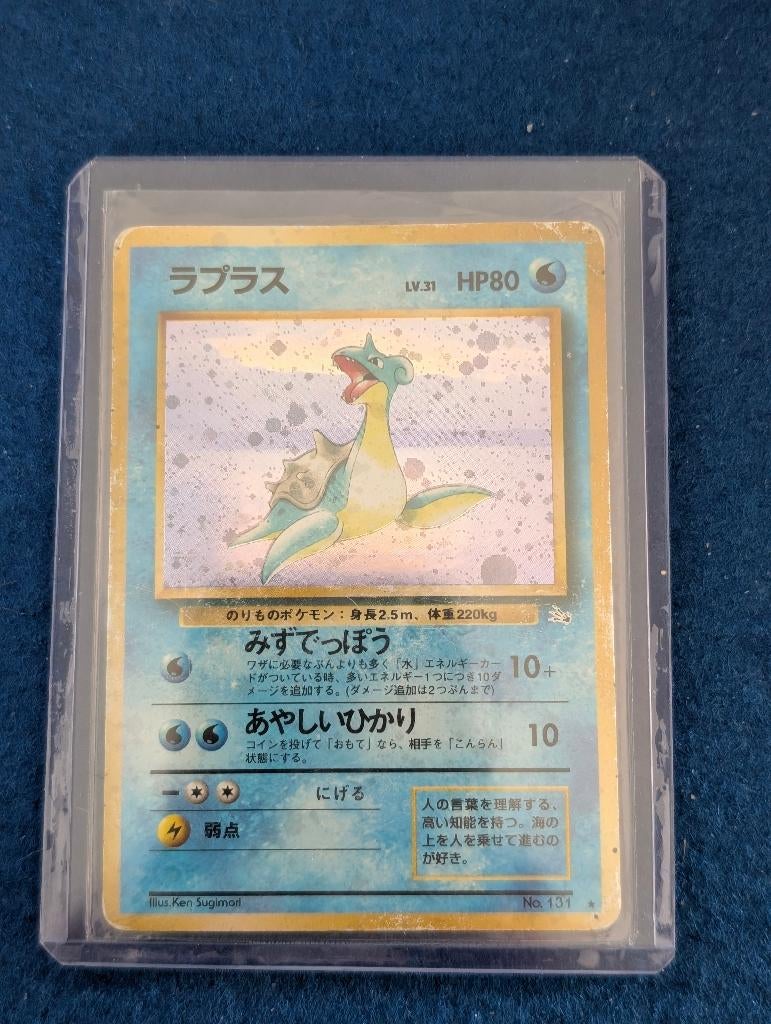 ラプラス LV.31 HP80
のりものポケモン：身長2.5m、体重220kg
みずでっぽう
ワザに必要なぶんよりも多く「水」エネルギーカー
ドがついている時、多いエネルギー1つにつき10ダ
メージを追加する。(ダメージ追加は2つぶんまで)
10+
あやしいひかり
コインを投げて「おもて」なら、相手を「こんらん」
状態にする。
10
にげる
弱点
人の言葉を理解する、
高い知能を持つ。海の
上を人を乗せて進むの
が好き。
Illus.Ken Sugimori No. 131 ★